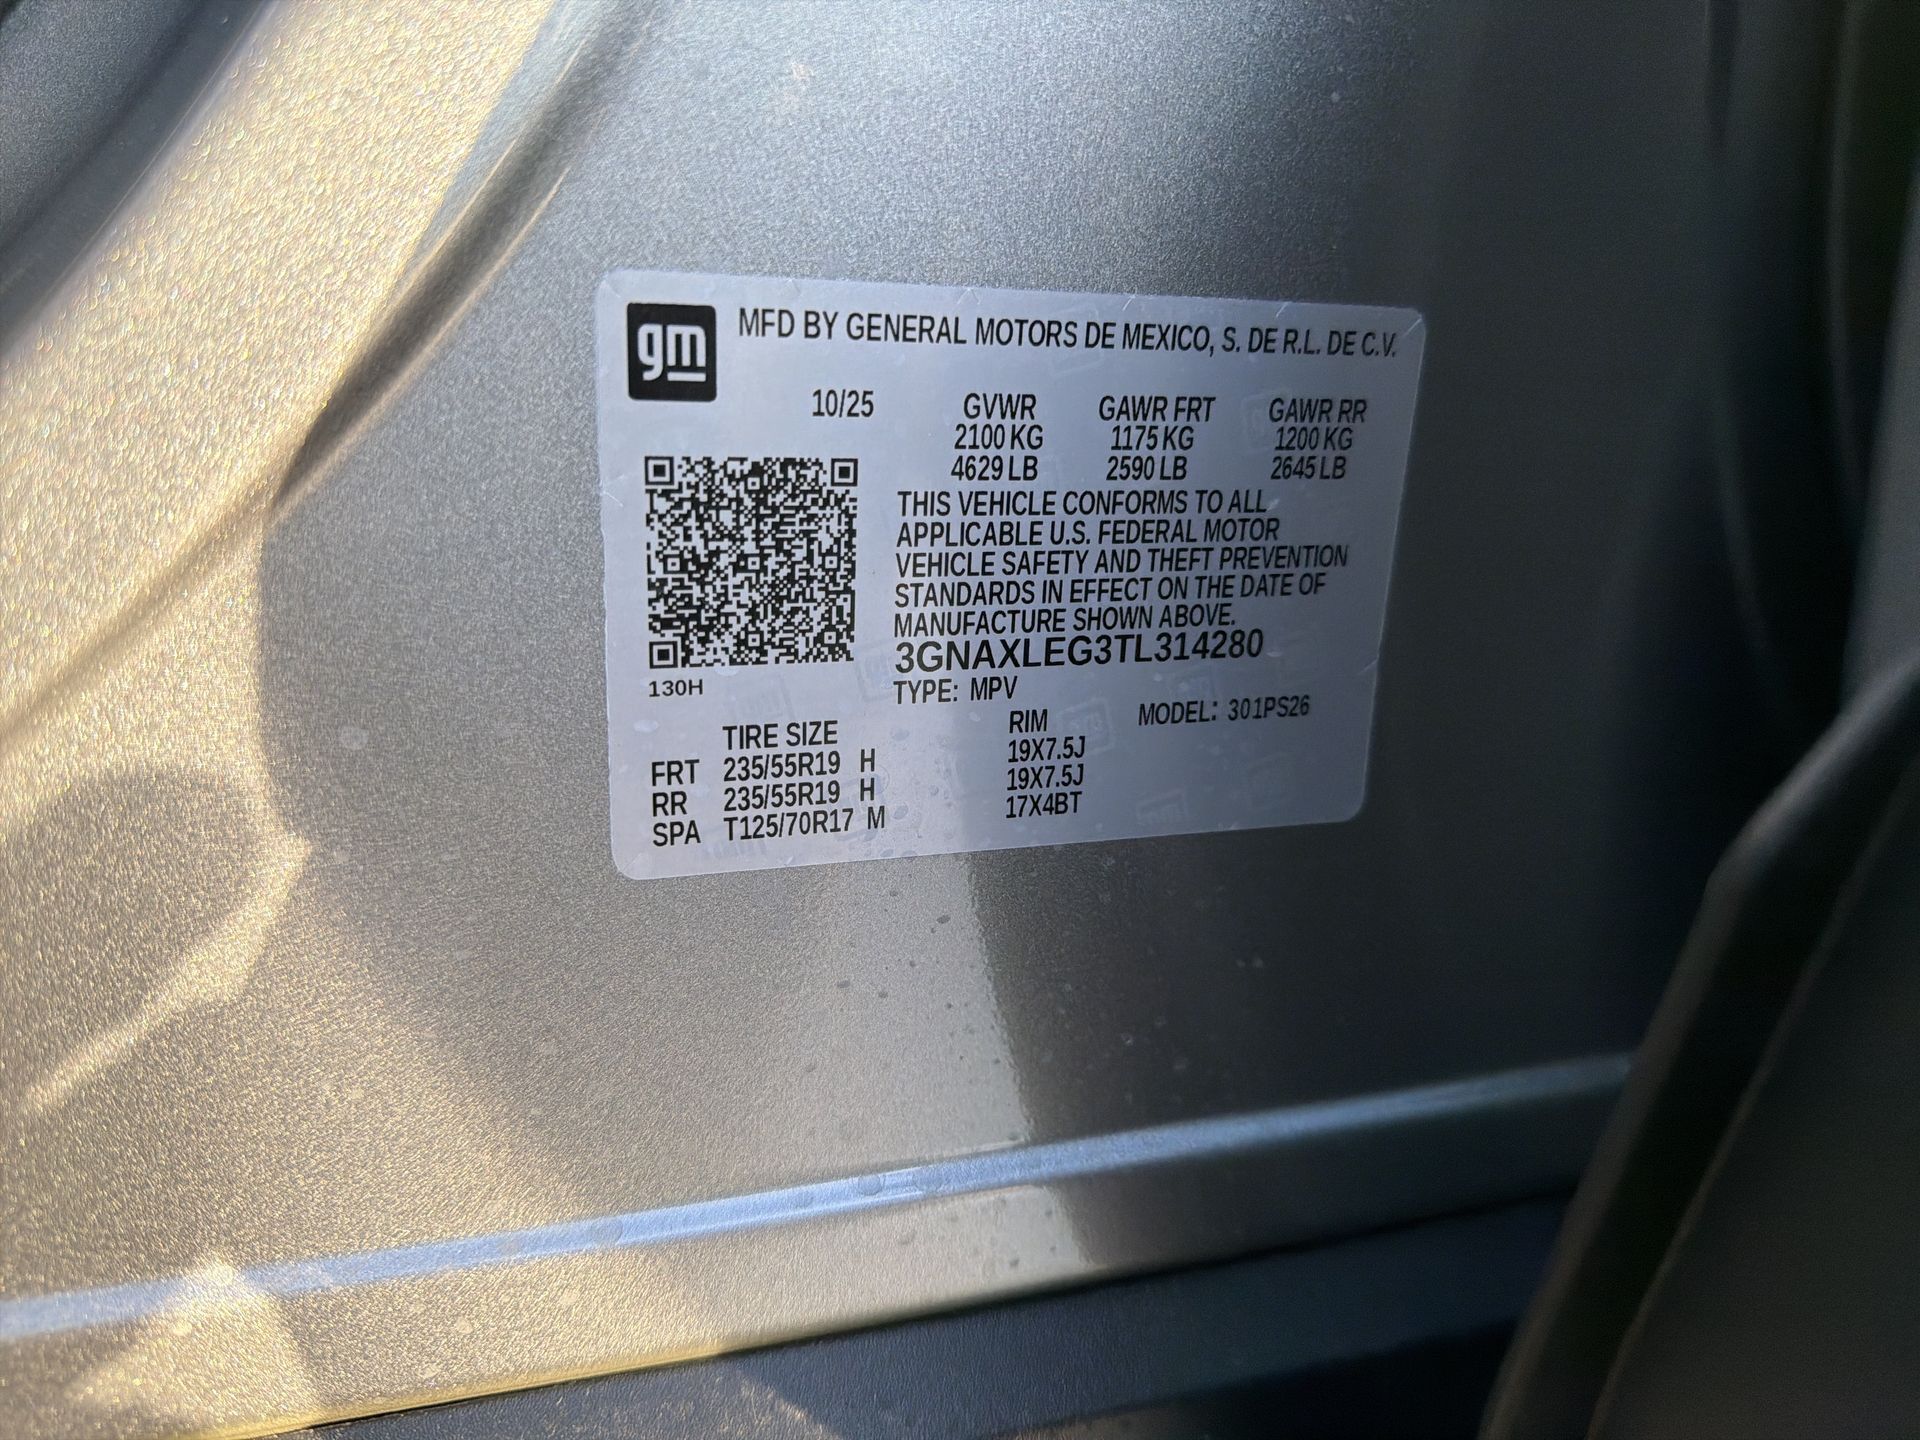 gm MFD BY GENERAL MOTORS DE MEXICO, S. DE R.L. DE C.V.
10/25 GVWR GAWR FRT GAWR RR
2100 KG 1175 KG 1200 KG
4629 LB 2590 LB 2645 LB
THIS VEHICLE CONFORMS TO ALL
APPLICABLE U.S. FEDERAL MOTOR
VEHICLE SAFETY AND THEFT PREVENTION
STANDARDS IN EFFECT ON THE DATE OF
MANUFACTURE SHOWN ABOVE.
3GNAXLEG3TL314280
130H
TYPE: MPV
MODEL: 301PS26
TIRE SIZE RIM
FRT 235/55R19 H 19X7.5J
RR 235/55R19 H 19X7.5J
SPA T125/70R17 M 17X4BT